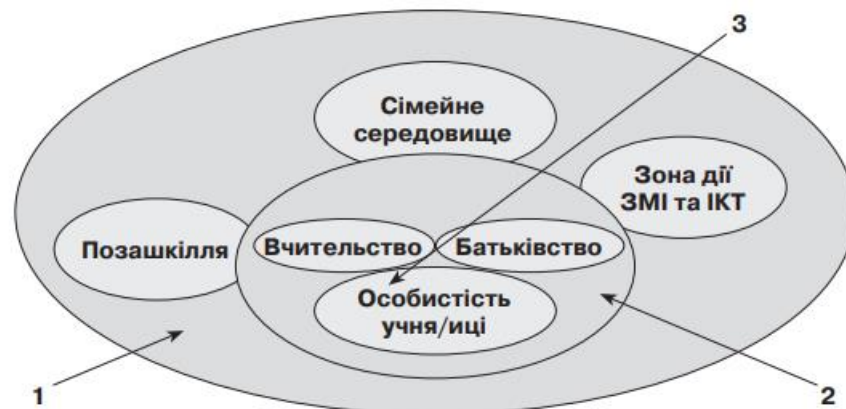 3
Сімейне
середовище
Зона дії
ЗМІ та ІКТ
Позашкілля
Вчительство
Батьківство
Особистість
учня/иці
1
2